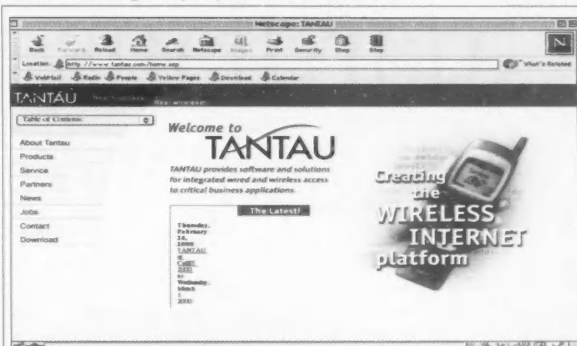 Netscape: TANTAU
Back Forward Reload Home Search Netscape Images Print Security Shop Stop
Location: http://www.tantau.com/home.asp
What's Related
WebMail Radio People Yellow Pages Download Calendar
TANTAU
Table of Contents
About Tantau
Products
Service
Partners
News
Jobs
Contact
Download
Welcome to
TANTAU
TANTAU provides software and solutions
for integrated wired and wireless access
to critical business applications.
The Latest!
Thursday,
February
TANTAU
Wednesday,
Creating
the
WIRELESS
INTERNET
platform